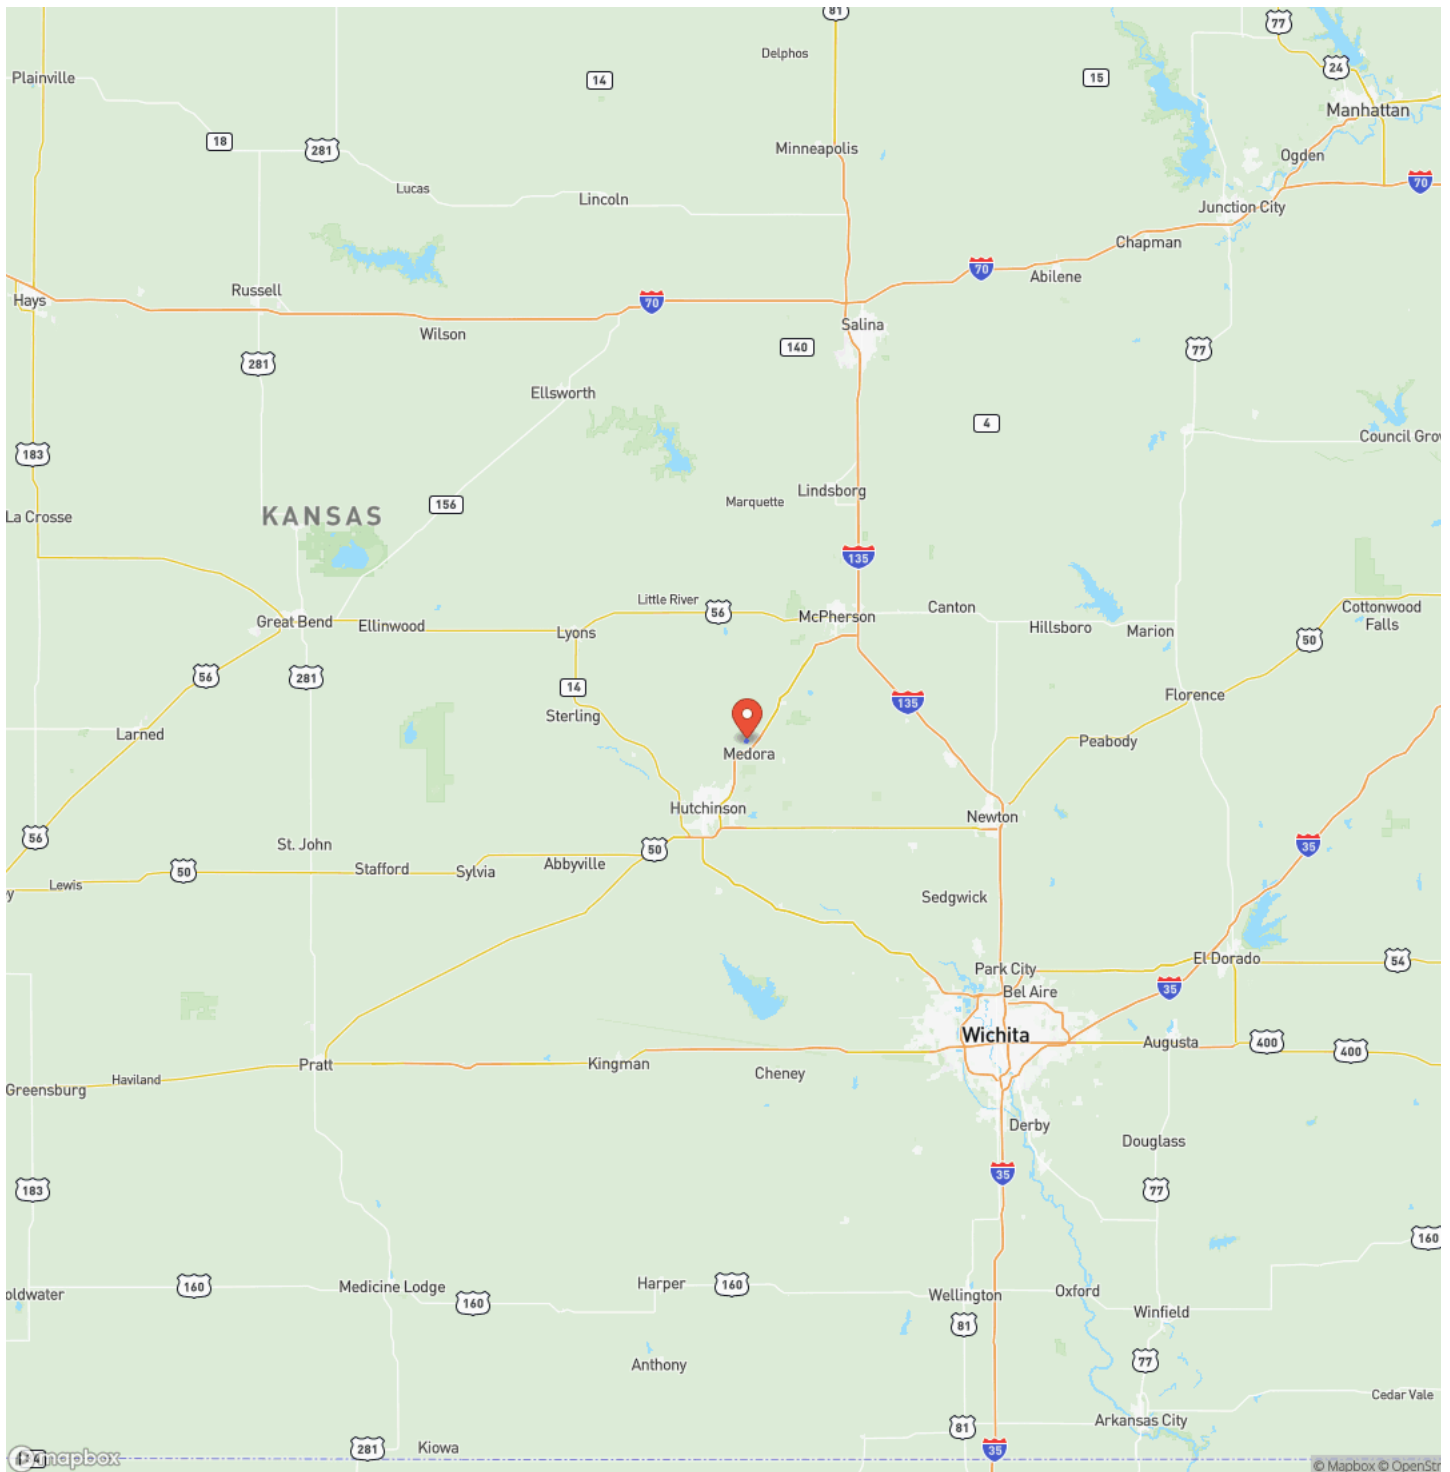 81
77
Delphos
24
Plainville
14
15
Manhattan
18
281
Minneapolis
Ogden
70
Lucas
Lincoln
Junction City
Chapman
70
Abilene
Russell
Hays
70
Salina
Wilson
140
77
281
Ellsworth
4
Council Grov
183
Lindsborg
Marquette
156
KANSAS
La Crosse
135
Little River
56
McPherson
Canton
Cottonwood
Falls
Great Bend
Ellinwood
Lyons
Hillsboro
Marion
50
56
281
14
135
Florence
Sterling
Larned
Medora
Peabody
Hutchinson
Newton
56
St. John
50
35
50
Stafford
Sylvia
Abbyville
Lewis
y
Sedgwick
El Dorado
54
Park City
Bel Aire
35
Wichita
Augusta
400
400
Pratt
Kingman
Cheney
Haviland
Greensburg
Derby
Douglass
35
183
77
160
160
Medicine Lodge
Harper
160
oldwater
160
Wellington
Oxford
Winfield
81
Anthony
77
Cedar Vale
81
Arkansas City
281
Kiowa
35
mapbox
© Mapbox © OpenStr